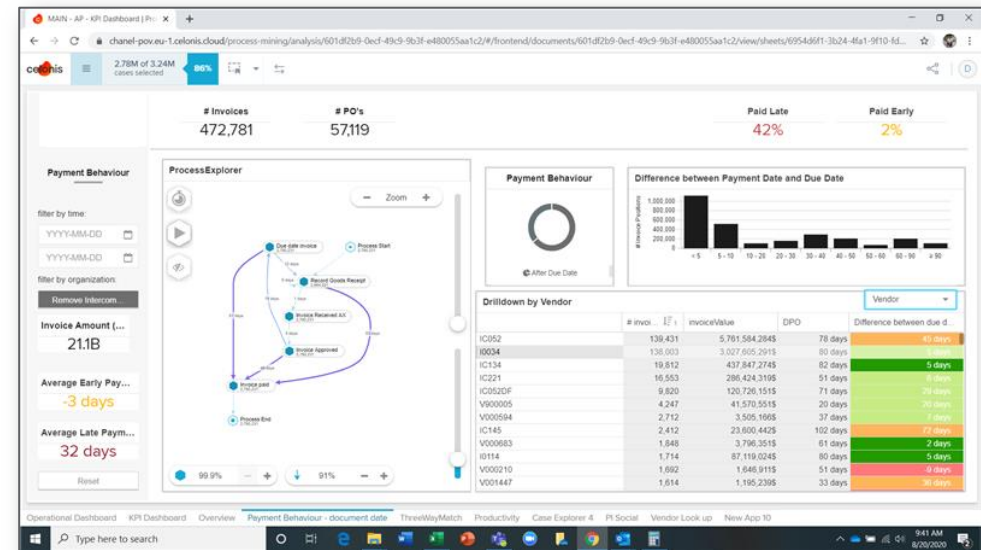 MAIN - AP - KPI Dashboard | Pro
chanel-pov.eu-1.celonis.cloud/process-mining/analysis/601df2b9-0ecf-49c9-9b3f-e480055aa1c2/#/frontend/documents/601df2b9-0ecf-49c9-9b3f-e480055aa1c2/view/sheets/6954d6f1-3b24-4fa1-9f10-fd...
celonis
2.78M of 3.24M
cases selected
86%
D
# Invoices
472,781
# PO's
57,119
Paid Late
42%
Paid Early
2%
Payment Behaviour
filter by time:
YYYY-MM-DD
YYYY-MM-DD
filter by organization:
Remove Intercom...
Invoice Amount (...
21.1B
Average Early Pay...
-3 days
Average Late Paym...
32 days
Reset
ProcessExplorer
Zoom
Due date invoice
Process Start
Record Goods Receipt
Invoice Received AX
Invoice Approved
Invoice paid
Process End
99.9%
91%
Payment Behaviour
After Due Date
Difference between Payment Date and Due Date
# Invoice Positions
1,000,000
800,000
600,000
400,000
200,000
0
< 5 5 - 10 10 - 20 20 - 30 30 - 40 40 - 50 50 - 60 60 - 90 ≥ 90
Drilldown by Vendor
Vendor
# invoi... invoiceValue DPO Difference between due d...
IC052 139,431 5,761,584,284$ 78 days 45 days
I0034 136,003 3,027,605,291$ 80 days
IC134 19,812 437,847,274$ 82 days 5 days
IC221 16,553 286,424,319$ 51 days
IC052DF 9,820 120,726,151$ 71 days
V900005 4,247 41,570,551$ 20 days
V000594 2,712 3,505,166$ 37 days
IC145 2,412 23,600,442$ 102 days 72 days
V000683 1,848 3,796,351$ 61 days 2 days
I0114 1,714 87,119,024$ 80 days 5 days
V000210 1,692 1,646,911$ 51 days
V001447 1,614 1,195,239$ 33 days
Operational Dashboard KPI Dashboard Overview Payment Behaviour - document date ThreeWayMatch Productivity Case Explorer 4 PI Social Vendor Look up New App 10
Type here to search
9:41 AM
8/20/2020